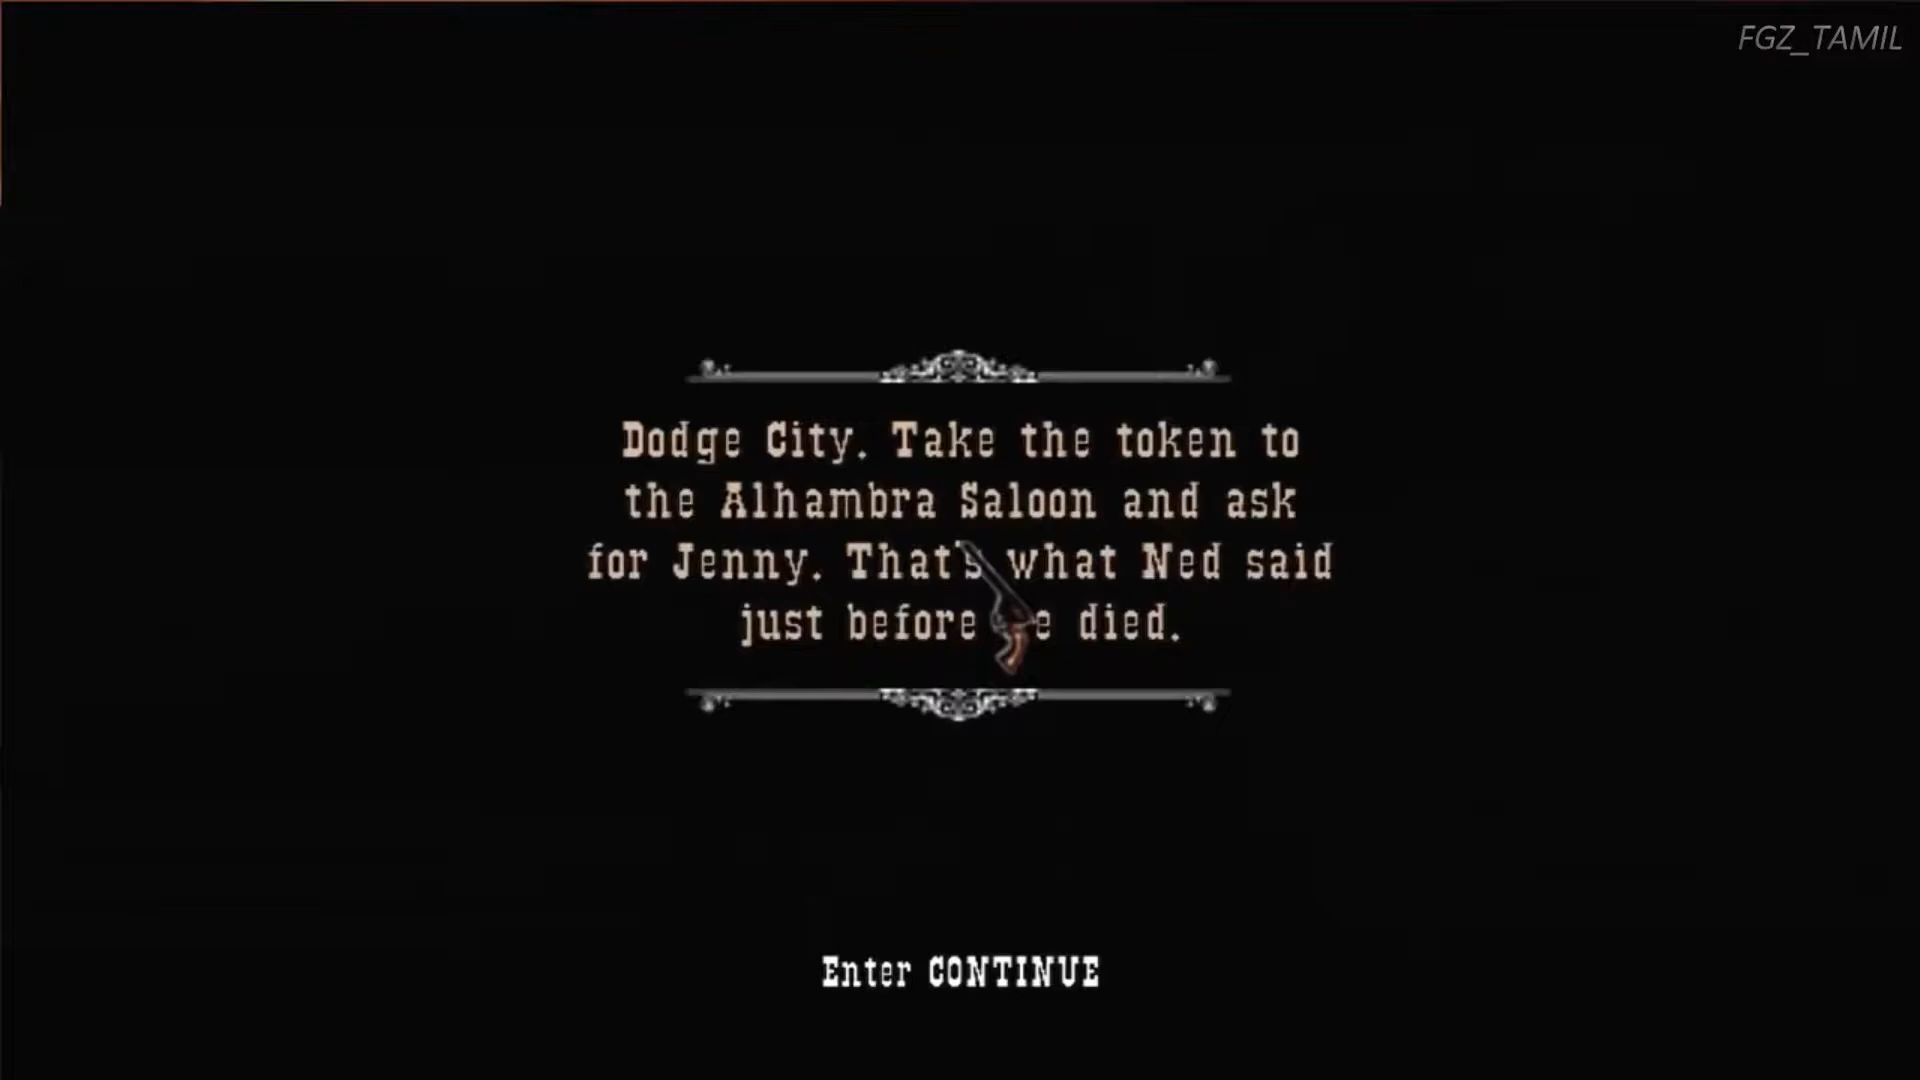 FGZ_TAMIL
Dodge City. Take the token to
the Alhambra Saloon and ask
for Jenny. That's what Ned said
just before e died.
Enter CONTINUE